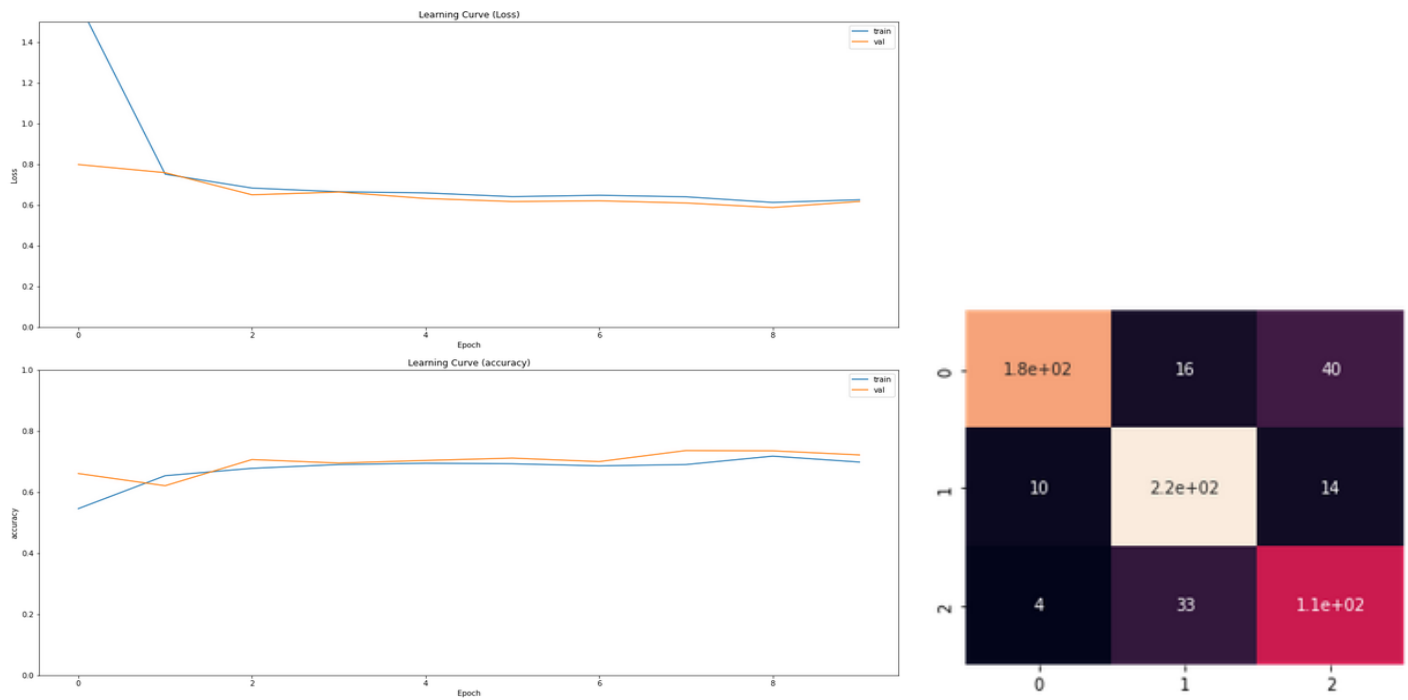 Learning Curve (Loss)
train
val
1.4
1.2
1.0
0.8
0.6
0.4
0.2
0.0
Loss
0 2 4 6 8
Epoch
Learning Curve (accuracy)
train
val
1.0
0.8
0.6
0.4
0.2
0.0
accuracy
0 2 4 6 8
Epoch
0 1.8e+02 16 40
1 10 2.2e+02 14
2 4 33 1.1e+02
0 1 2